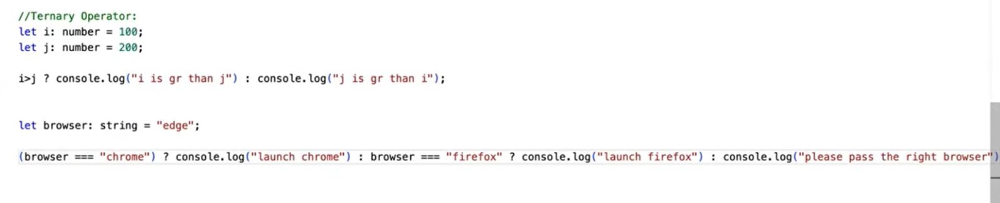 //Ternary Operator:
let i: number = 100;
let j: number = 200;
i>j ? console.log("i is gr than j") : console.log("j is gr than i");
let browser: string = "edge";
(browser === "chrome") ? console.log("launch chrome") : browser === "firefox" ? console.log("launch firefox") : console.log("please pass the right browser")